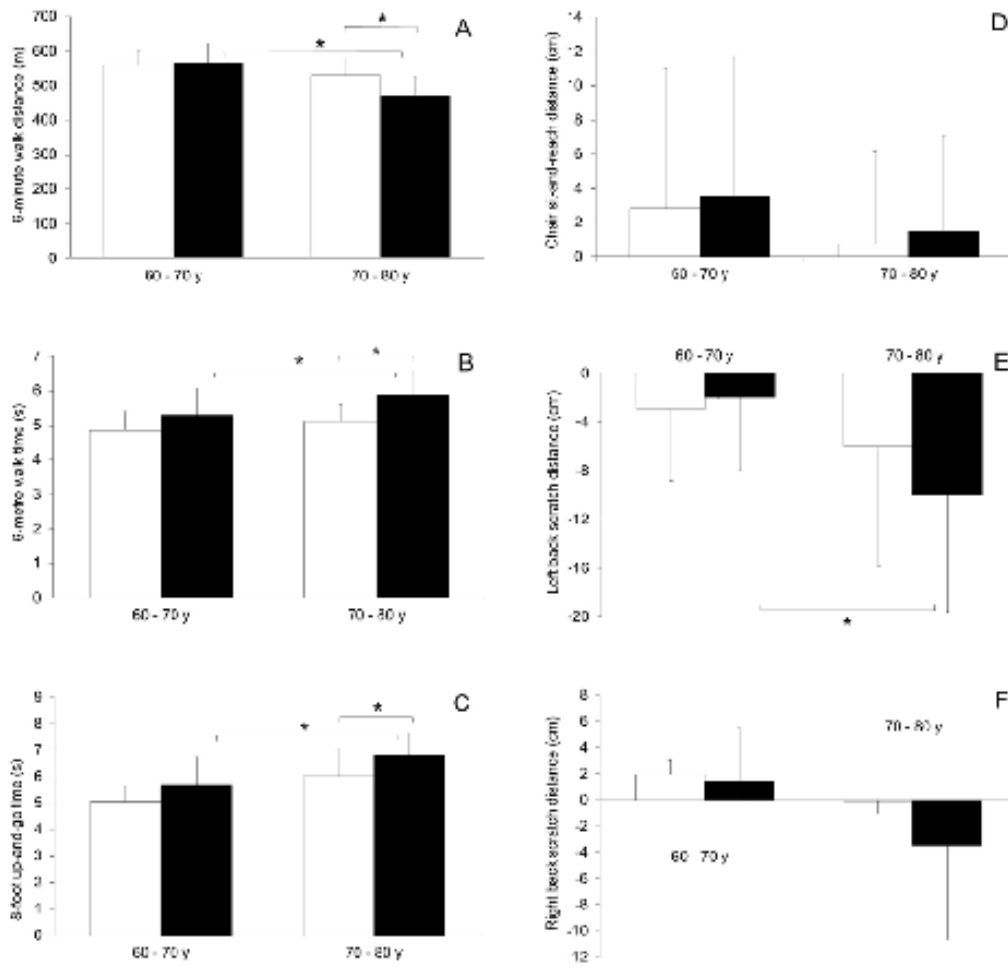 A
6-minute walk distance (m)
700
600
500
400
300
200
100
0
*
*
60 - 70 y
70 - 80 y
D
Chair sit-and-reach distance (cm)
14
12
10
8
6
4
2
0
60 - 70 y
70 - 80 y
B
6-metre walk time (s)
7
6
5
4
3
2
1
0
*
*
60 - 70 y
70 - 80 y
E
Left back scratch distance (cm)
60 - 70 y
70 - 80 y
-0
-4
-8
-12
-16
-20
*
C
8-foot up-and-go time (s)
9
8
7
6
5
4
3
2
1
0
*
*
60 - 70 y
70 - 80 y
F
Right back scratch distance (cm)
8
6
4
2
0
-2
-4
-6
-8
-10
-12
70 - 80 y
60 - 70 y